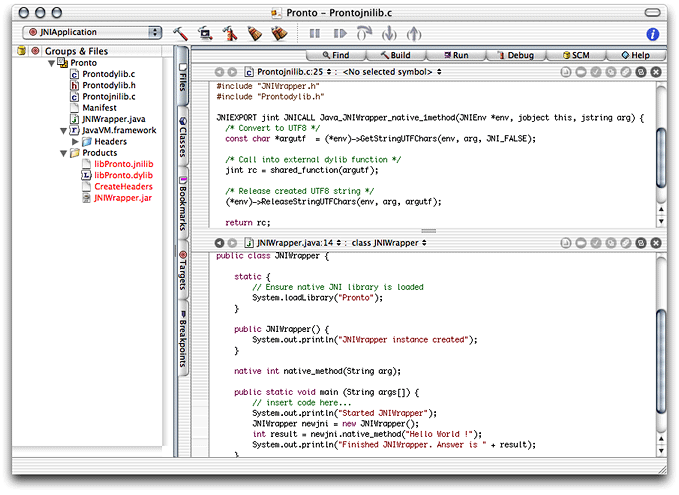 Pronto – Prontojnilib.c
JNIApplication
Groups & Files
Pronto
Prontodylib.c
Prontodylib.h
Prontojnilib.c
Manifest
JNIWrapper.java
JavaVM.framework
Headers
Products
libPronto.jnilib
libPronto.dylib
CreateHeaders
JNIWrapper.jar
Files
Classes
Bookmarks
Targets
Breakpoints
Find
Build
Run
Debug
SCM
Help
Prontojnilib.c:25 : <No selected symbol>
#include "JNIWrapper.h"
#include "Prontodylib.h"
JNIEXPORT jint JNICALL Java_JNIWrapper_native_1method(JNIEnv *env, jobject this, jstring arg) {
/* Convert to UTF8 */
const char *argutf = (*env)->GetStringUTFChars(env, arg, JNI_FALSE);
/* Call into external dylib function */
jint rc = shared_function(argutf);
/* Release created UTF8 string */
(*env)->ReleaseStringUTFChars(env, arg, argutf);
return rc;
JNIWrapper.java:14 : class JNIWrapper
public class JNIWrapper {
static {
// Ensure native JNI library is loaded
System.loadLibrary("Pronto");
}
public JNIWrapper() {
System.out.println("JNIWrapper instance created");
}
native int native_method(String arg);
public static void main (String args[]) {
// insert code here...
System.out.println("Started JNIWrapper");
JNIWrapper newjni = new JNIWrapper();
int result = newjni.native_method("Hello World !");
System.out.println("Finished JNIWrapper. Answer is " + result);
}